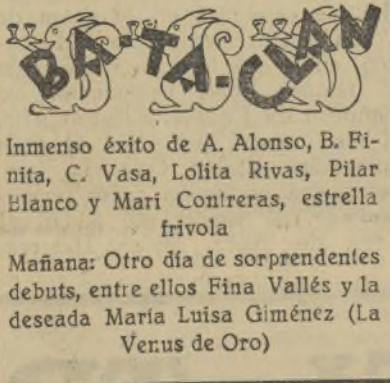 BA-TA-CLAN
Inmenso éxito de A. Alonso, B. Fi-
nita, C. Vasa, Lolita Rivas, Pilar
Blanco y Mari Contreras, estrella
frivola
Mañana: Otro día de sorprendentes
debuts, entre ellos Fina Vallés y la
deseada María Luisa Giménez (La
Venus de Oro)